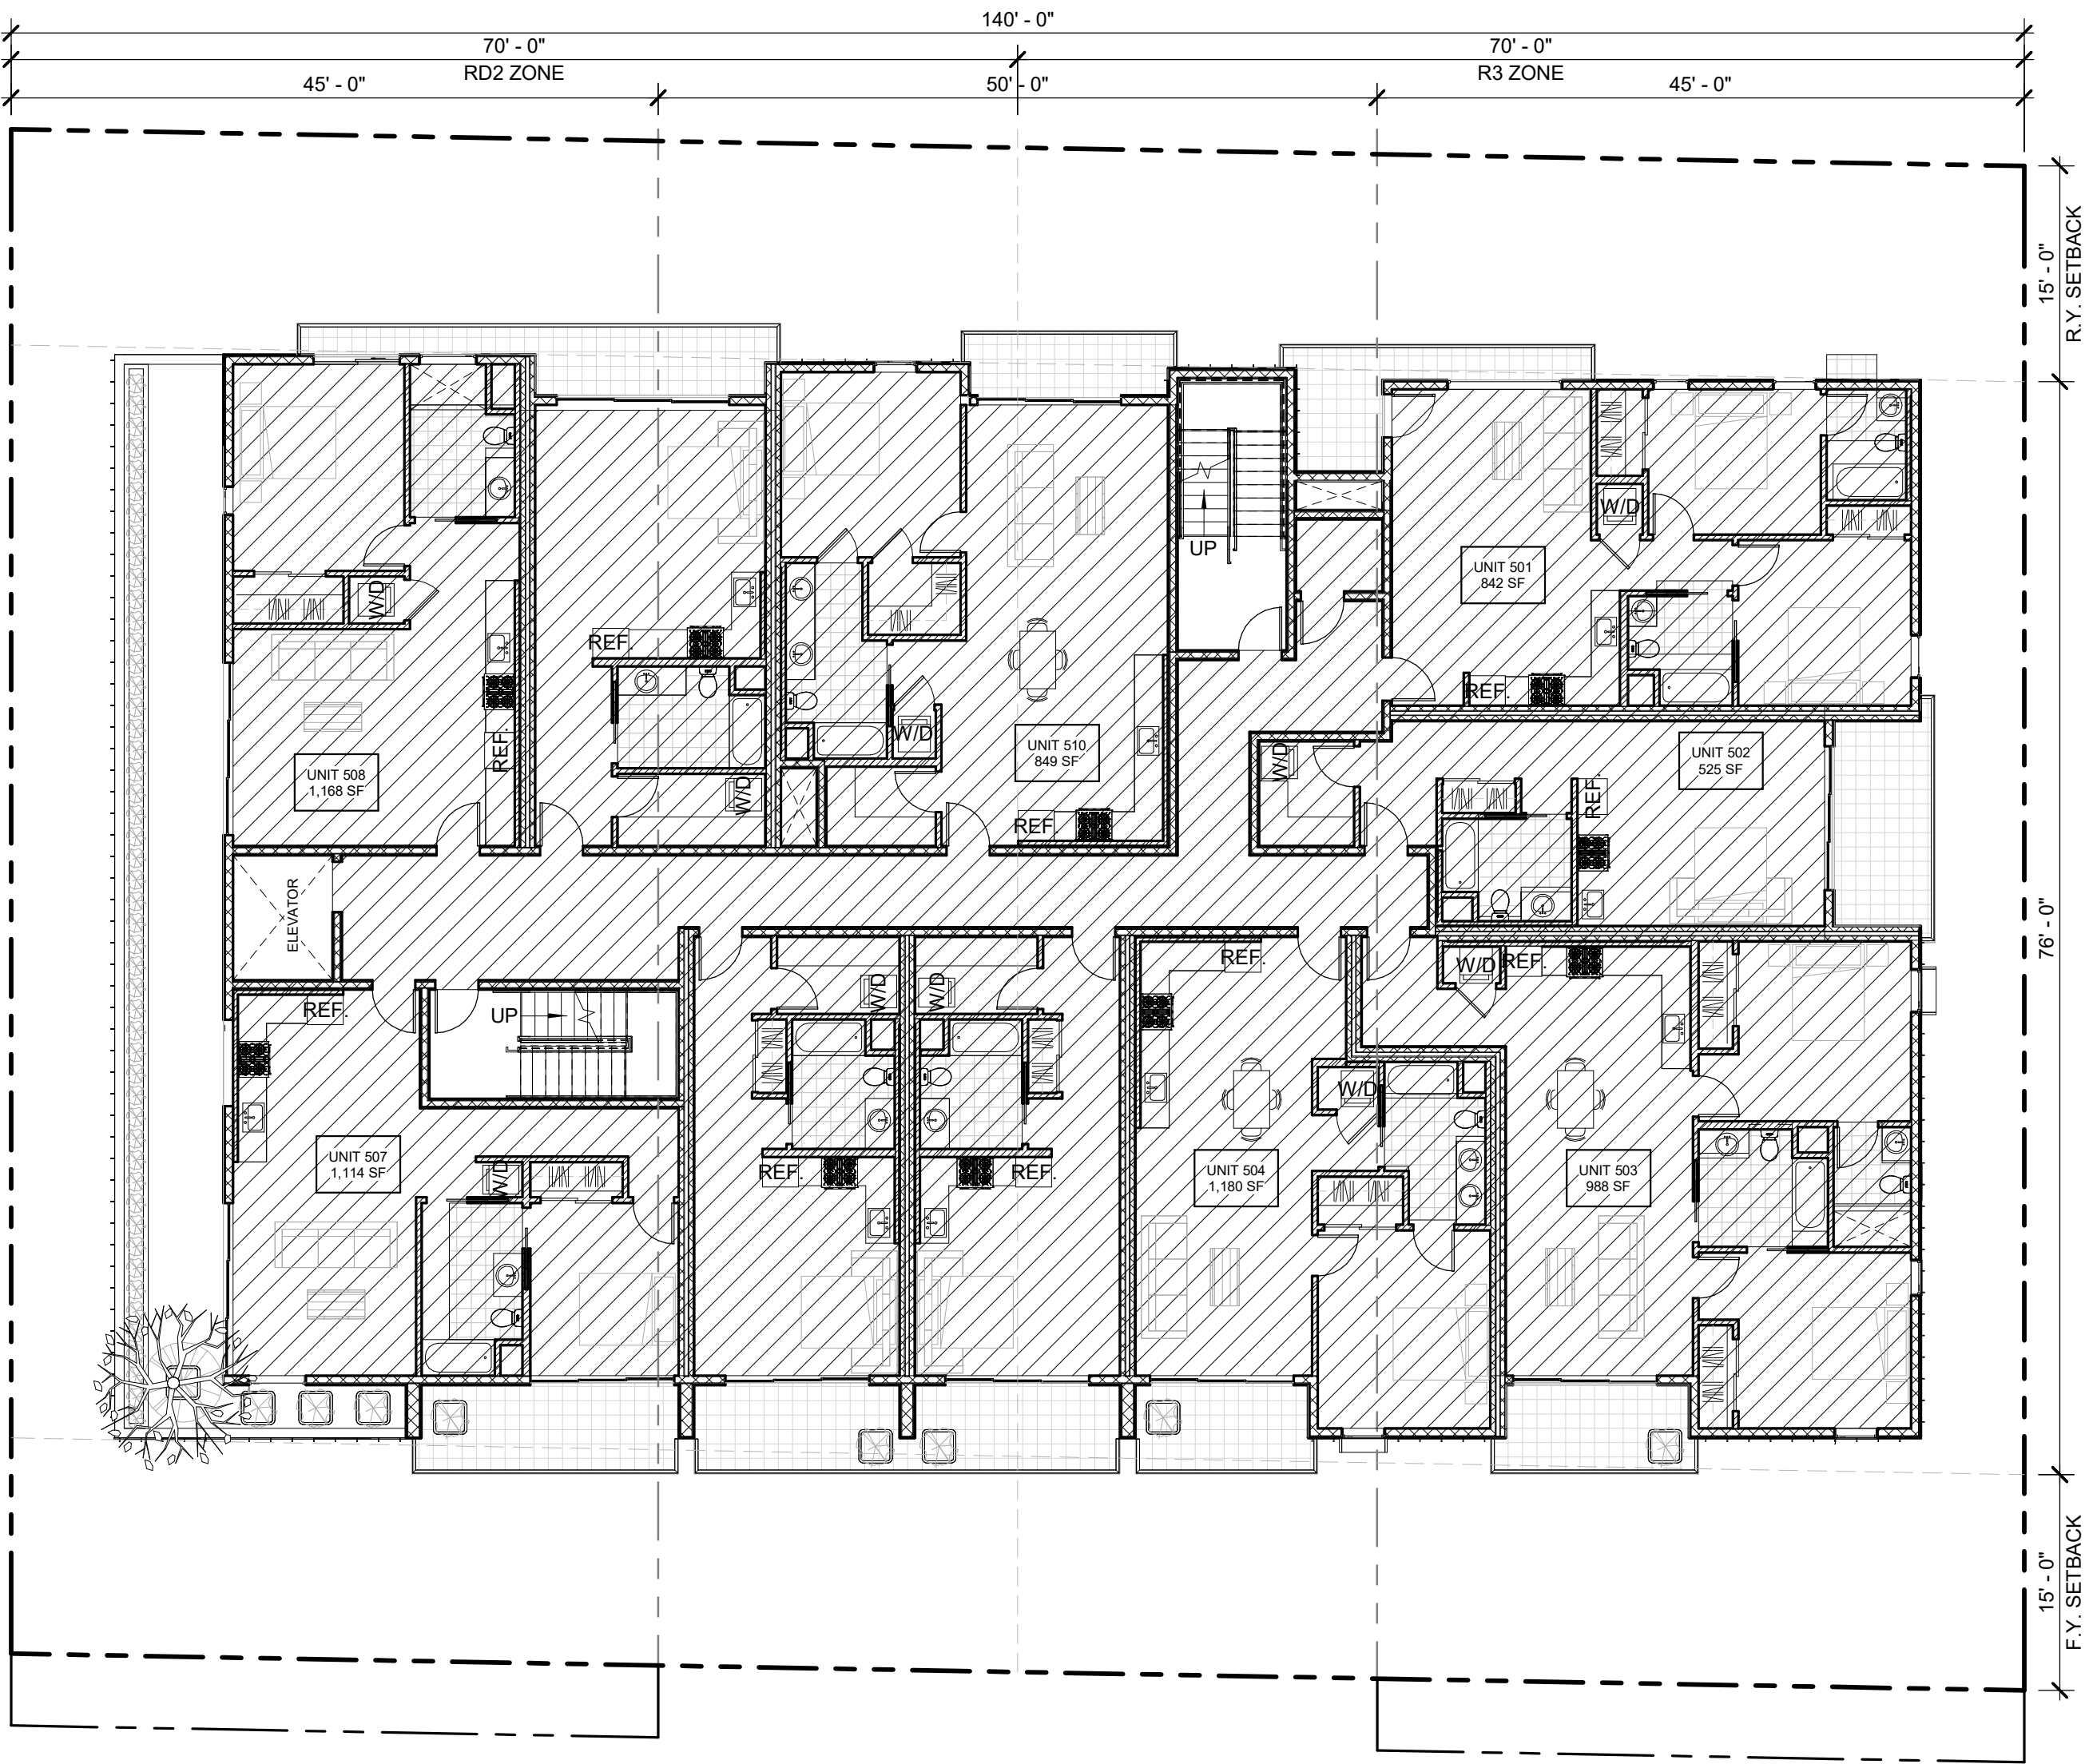 140' - 0"
70' - 0"
70' - 0"
RD2 ZONE
R3 ZONE
45' - 0"
50' - 0"
45' - 0"
15' - 0"
R.Y. SETBACK
76' - 0"
15' - 0"
F.Y. SETBACK
W/D
UP
W/D
UNIT 501
842 SF
W/D
REF.
REF.
REF.
W/D
UNIT 510
849 SF
W/D
UNIT 502
525 SF
UNIT 508
1,168 SF
W/D
REF.
REF.
ELEVATOR
REF.
W/D
REF.
W/D
W/D
REF.
UP
W/D
UNIT 507
1,114 SF
W/D
REF.
REF.
UNIT 504
1,180 SF
UNIT 503
988 SF